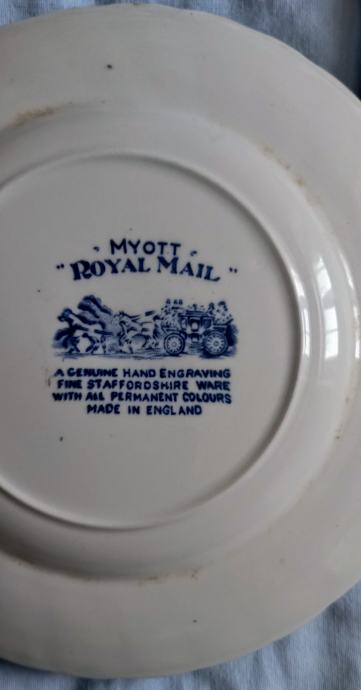 MYOTT
"ROYAL MAIL"
A GENUINE HAND ENGRAVING
FINE STAFFORDSHIRE WARE
WITH ALL PERMANENT COLOURS
MADE IN ENGLAND